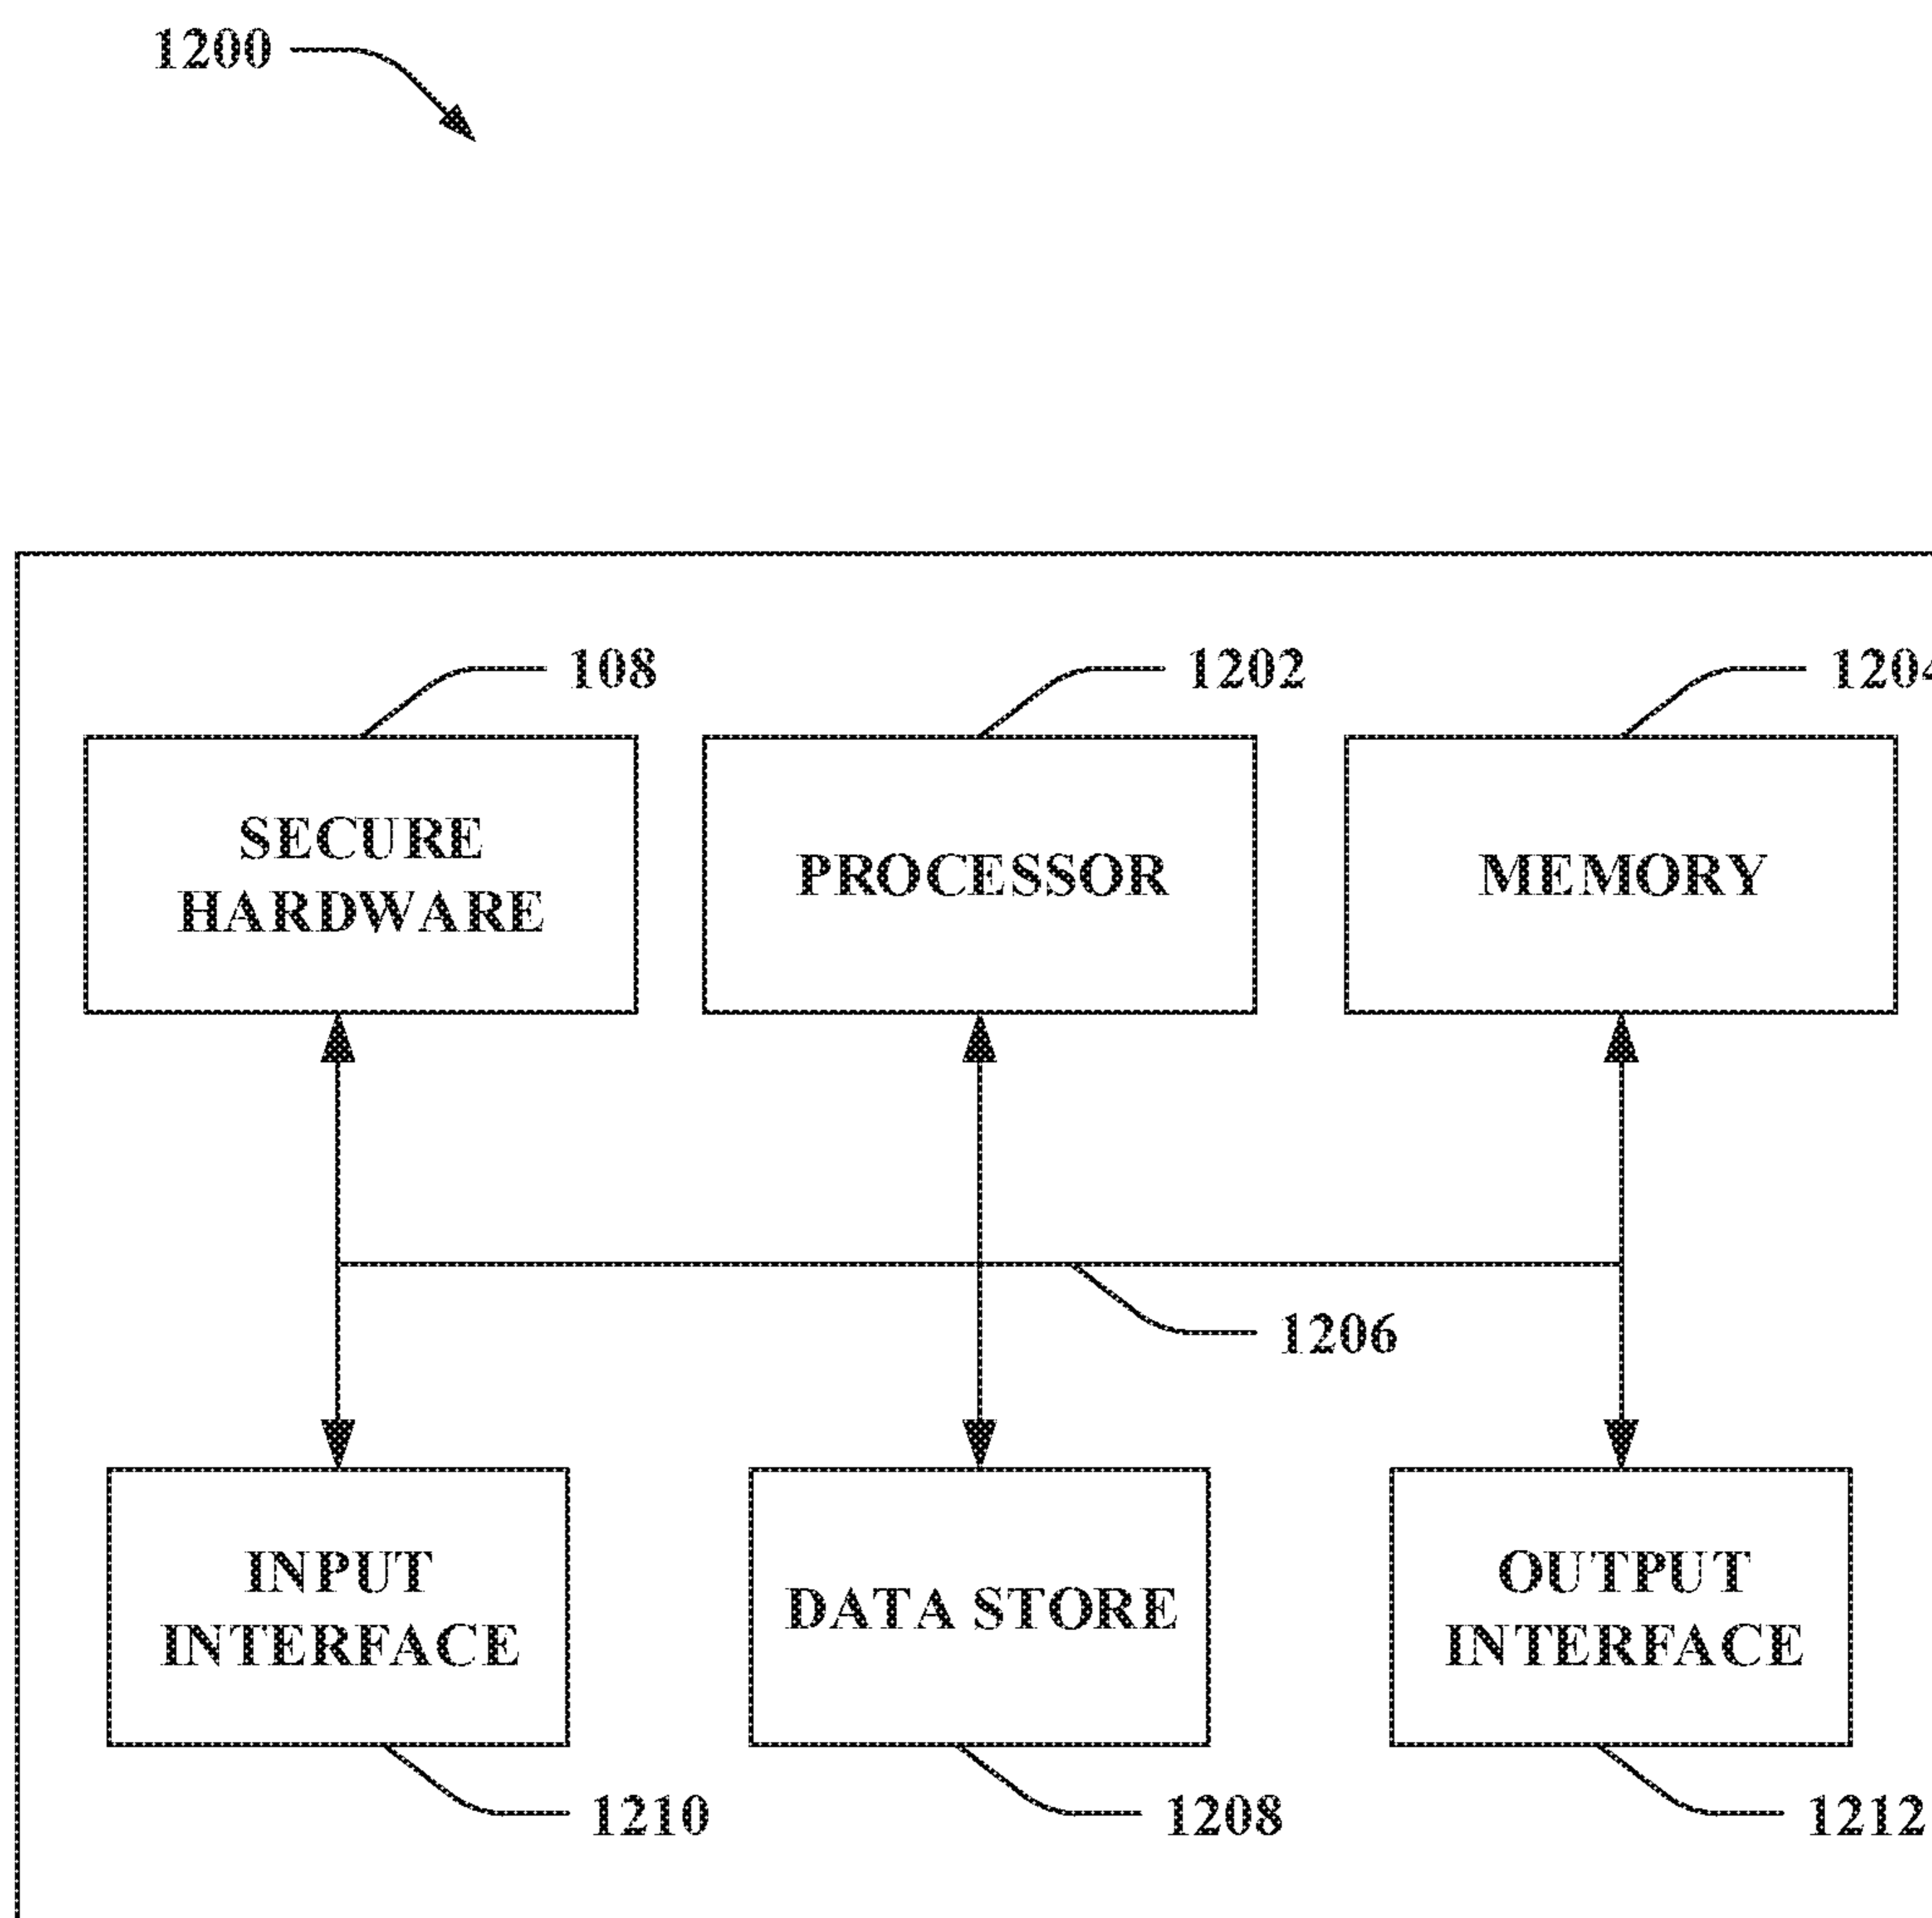 1200
108
1202
1204
SECURE
HARDWARE
PROCESSOR
MEMORY
1206
INPUT
INTERFACE
DATA STORE
OUTPUT
INTERFACE
1210
1208
1212